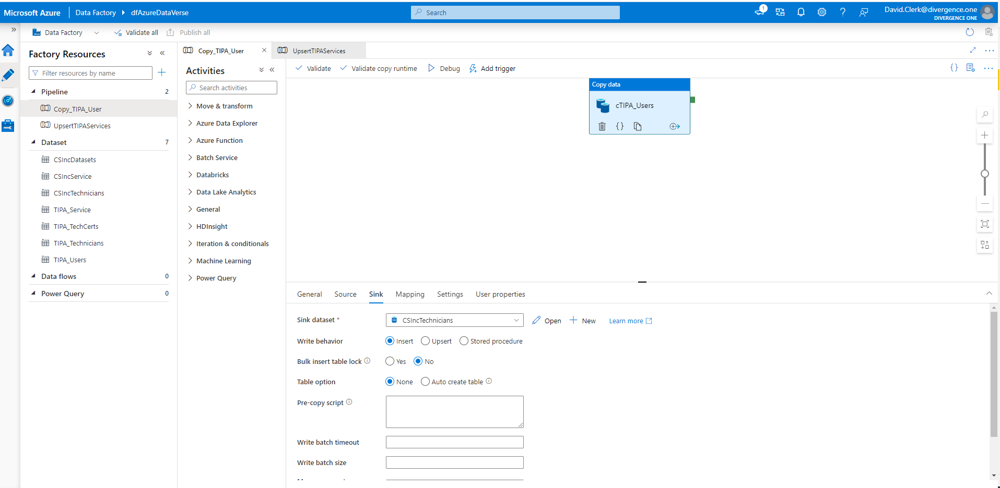 Microsoft Azure
Data Factory
dfAzureDataVerse
Search
1
David.Clerk@divergence.one
DIVERGENCE ONE
Data Factory
Validate all
Publish all
Factory Resources
Filter resources by name
Pipeline 2
Copy_TIPA_User
UpsertTIPAServices
Dataset 7
CSIncDatasets
CSIncService
CSIncTechnicians
TIPA_Service
TIPA_TechCerts
TIPA_Technicians
TIPA_Users
Data flows 0
Power Query 0
Copy_TIPA_User
UpsertTIPAServices
Activities
Search activities
Move & transform
Azure Data Explorer
Azure Function
Batch Service
Databricks
Data Lake Analytics
General
HDInsight
Iteration & conditionals
Machine Learning
Power Query
Validate
Validate copy runtime
Debug
Add trigger
Copy data
cTIPA_Users
General Source Sink Mapping Settings User properties
Sink dataset * CSIncTechnicians Open New Learn more
Write behavior Insert Upsert Stored procedure
Bulk insert table lock Yes No
Table option None Auto create table
Pre-copy script
Write batch timeout
Write batch size